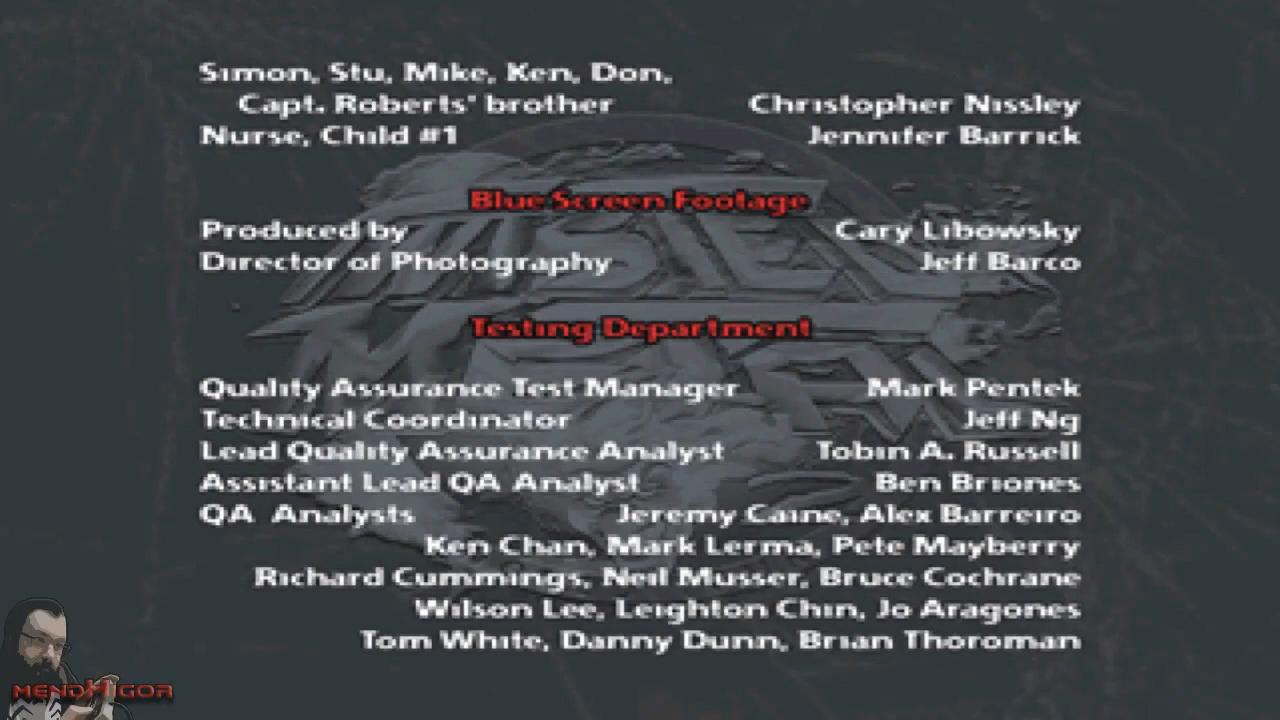 Simon, Stu, Mike, Ken, Don,
Capt. Roberts' brother Christopher Nissley
Nurse, Child #1 Jennifer Barrick
Blue Screen Footage
Produced by Cary Libowsky
Director of Photography Jeff Barco
Testing Department
Quality Assurance Test Manager Mark Pentek
Technical Coordinator Jeff Ng
Lead Quality Assurance Analyst Tobin A. Russell
Assistant Lead QA Analyst Ben Briones
QA Analysts Jeremy Caine, Alex Barreiro
Ken Chan, Mark Lerma, Pete Mayberry
Richard Cummings, Neil Musser, Bruce Cochrane
Wilson Lee, Leighton Chin, Jo Aragones
Tom White, Danny Dunn, Brian Thoroman
MENDHIGOR